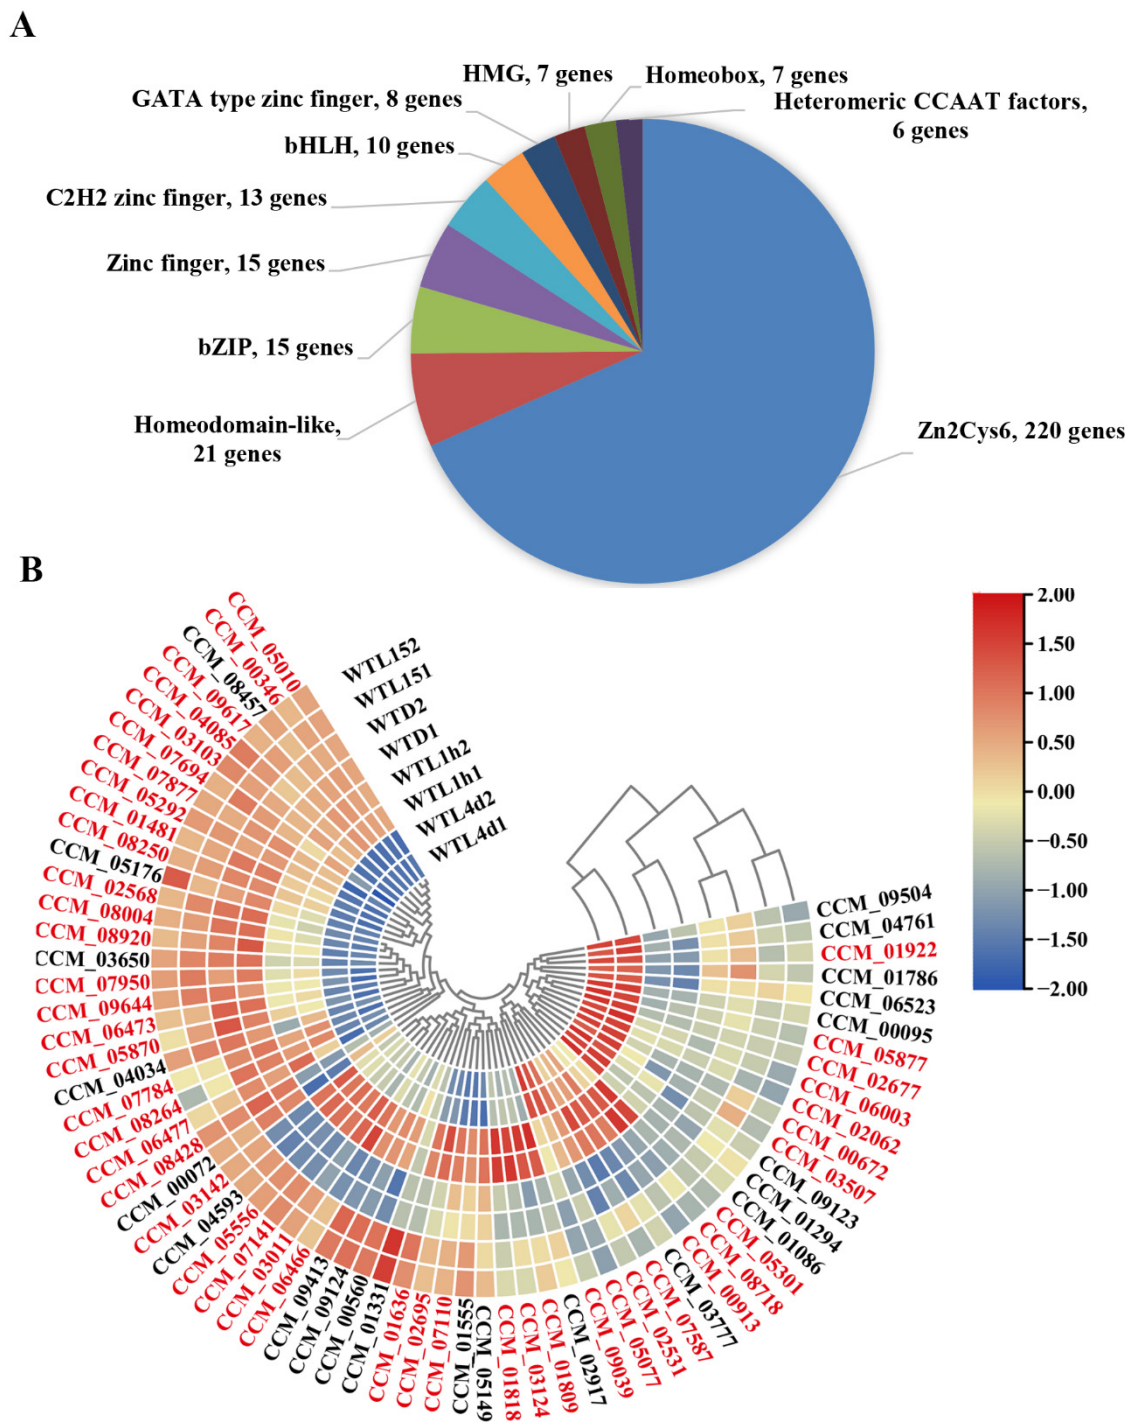 A
HMG, 7 genes
Homeobox, 7 genes
GATA type zinc finger, 8 genes
Heteromeric CCAAT factors,
6 genes
bHLH, 10 genes
C2H2 zinc finger, 13 genes
Zinc finger, 15 genes
bZIP, 15 genes
Homeodomain-like,
21 genes
Zn2Cys6, 220 genes
B
CCM_05010
CCM_00346
CCM_08457
CCM_09617
CCM_04085
CCM_03103
CCM_07694
CCM_07877
CCM_05292
CCM_01481
CCM_08250
CCM_05176
CCM_02568
CCM_08004
CCM_08920
CCM_03650
CCM_07950
CCM_09644
CCM_06473
CCM_05870
CCM_04034
CCM_07784
CCM_08264
CCM_06477
CCM_08428
CCM_00072
CCM_03142
CCM_04593
CCM_05556
CCM_07141
CCM_03011
CCM_06466
CCM_09413
CCM_09124
CCM_00560
CCM_01331
CCM_01636
CCM_02695
CCM_07110
CCM_01555
CCM_05149
CCM_01818
CCM_03124
CCM_01809
CCM_02917
CCM_09039
CCM_05077
CCM_02531
CCM_07587
CCM_03777
CCM_00913
CCM_08718
CCM_05301
CCM_01086
CCM_01294
CCM_09123
CCM_03507
CCM_00672
CCM_02062
CCM_06003
CCM_02677
CCM_05877
CCM_00095
CCM_06523
CCM_01786
CCM_01922
CCM_04761
CCM_09504
WTL152
WTL151
WTD2
WTD1
WTL1h2
WTL1h1
WTL4d2
WTL4d1
2.00
1.50
1.00
0.50
0.00
−0.50
−1.00
−1.50
−2.00